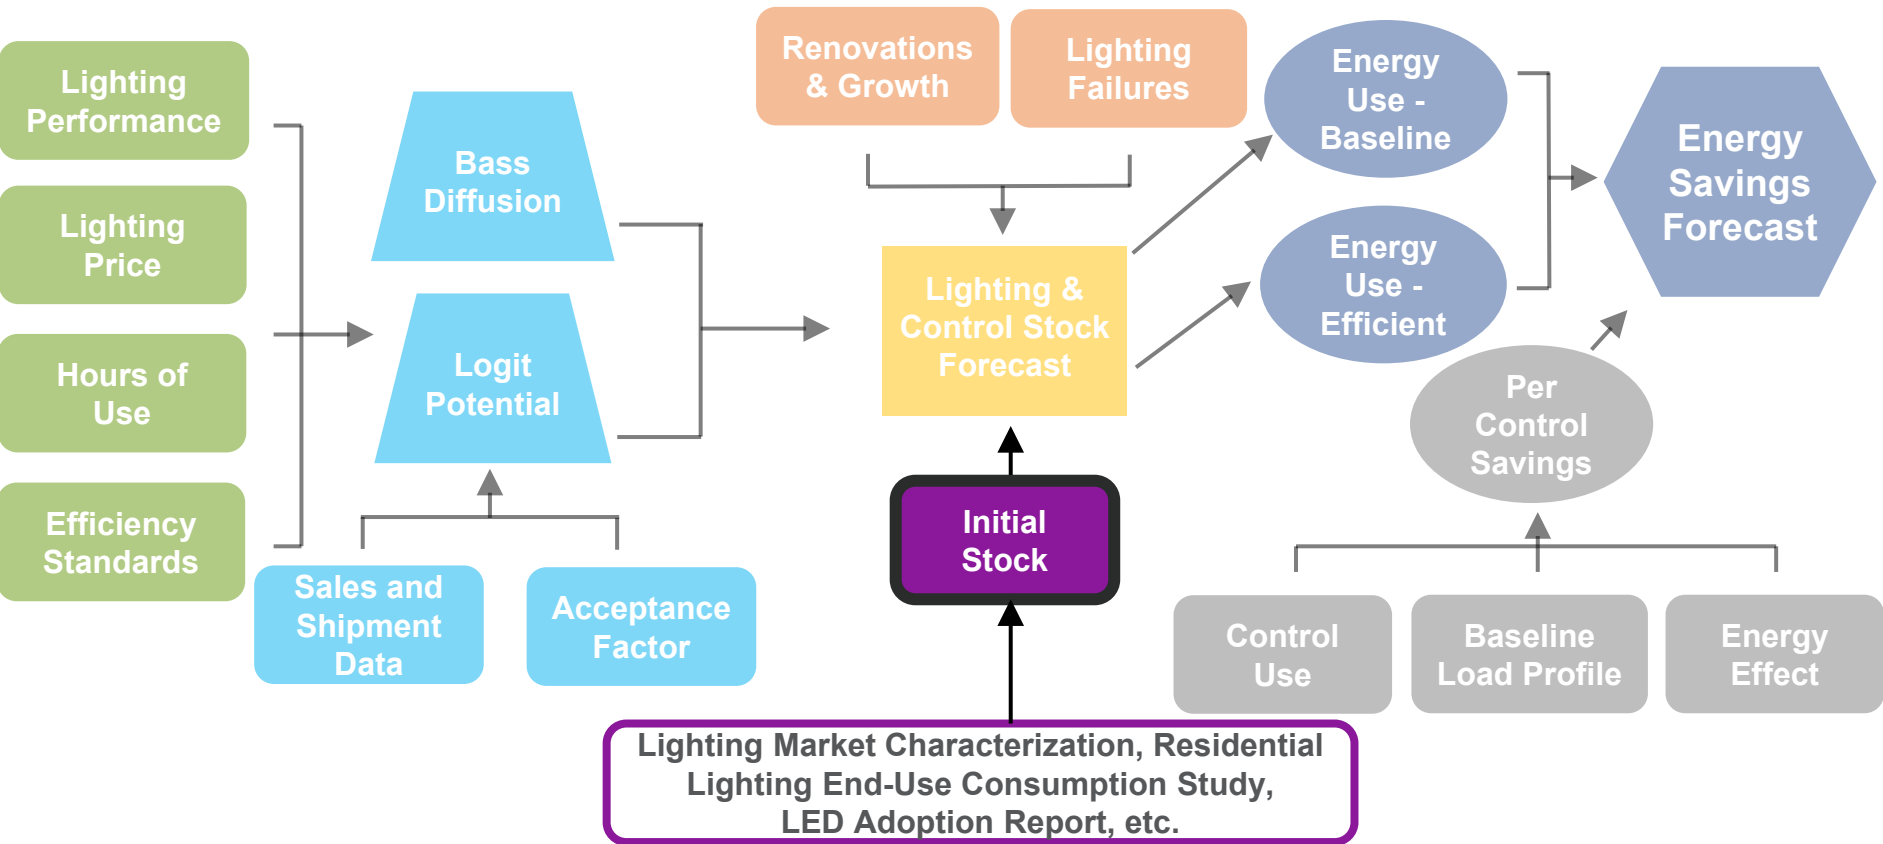 Lighting
Performance
Lighting
Price
Hours of
Use
Efficiency
Standards
Bass
Diffusion
Logit
Potential
Sales and
Shipment
Data
Acceptance
Factor
Renovations
& Growth
Lighting
Failures
Lighting &
Control Stock
Forecast
Initial
Stock
Lighting Market Characterization, Residential
Lighting End-Use Consumption Study,
LED Adoption Report, etc.
Energy
Use -
Baseline
Energy
Use -
Efficient
Energy
Savings
Forecast
Per
Control
Savings
Control
Use
Baseline
Load Profile
Energy
Effect